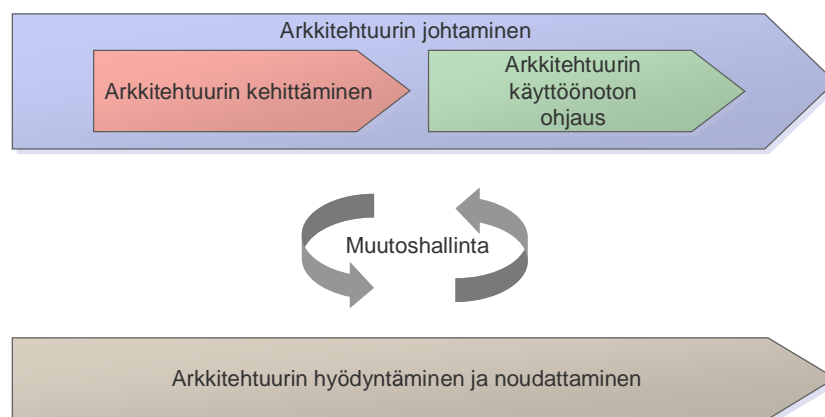 Arkkitehtuurin johtaminen
Arkkitehtuurin kehittäminen
Arkkitehtuurin
käyttöönoton
ohjaus
Muutoshallinta
Arkkitehtuurin hyödyntäminen ja noudattaminen